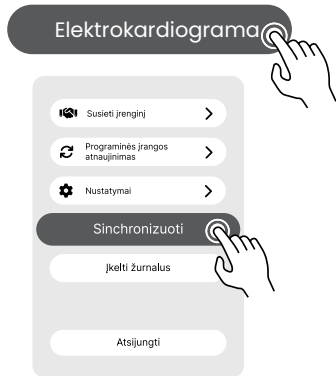 Elektrokardiograma
Susieti įrenginį
Programinės įrangos
atnaujinimas
Nustatymai
Sinchronizuoti
Įkelti žurnalus
Atsijungti